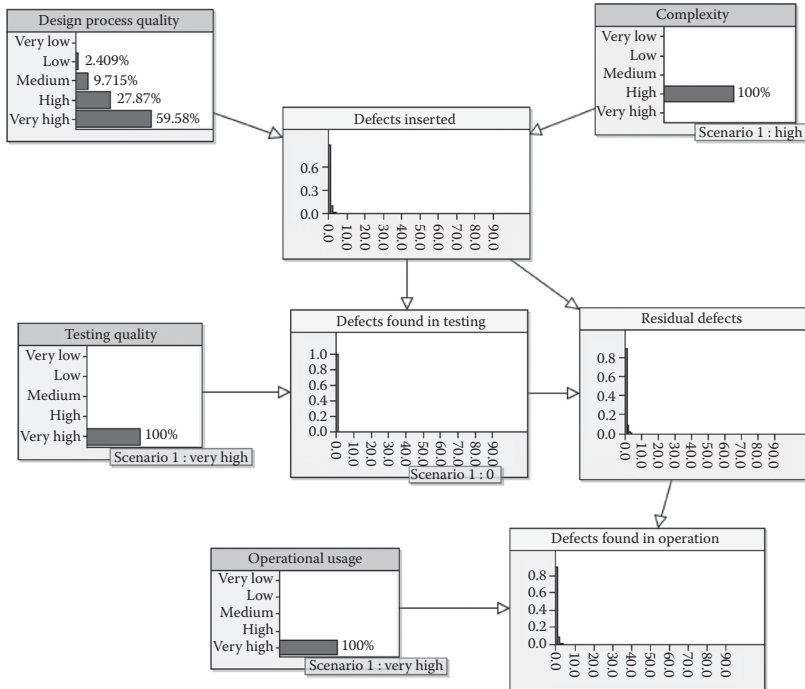 Design process quality
Very low
Low 2.409%
Medium 9.715%
High 27.87%
Very high 59.58%
Complexity
Very low
Low
Medium
High 100%
Very high
Scenario 1 : high
Defects inserted
0.6
0.3
0.0
0.0 10.0 20.0 30.0 40.0 50.0 60.0 70.0 80.0 90.0
Testing quality
Very low
Low
Medium
High
Very high 100%
Scenario 1 : very high
Defects found in testing
1.0
0.8
0.6
0.4
0.2
0.0
0.0 10.0 20.0 30.0 40.0 50.0 60.0 70.0 80.0 90.0
Scenario 1 : 0
Residual defects
0.8
0.6
0.4
0.2
0.0
0.0 10.0 20.0 30.0 40.0 50.0 60.0 70.0 80.0 90.0
Operational usage
Very low
Low
Medium
High
Very high 100%
Scenario 1 : very high
Defects found in operation
0.8
0.6
0.4
0.2
0.0
0.0 10.0 20.0 30.0 40.0 50.0 60.0 70.0 80.0 90.0